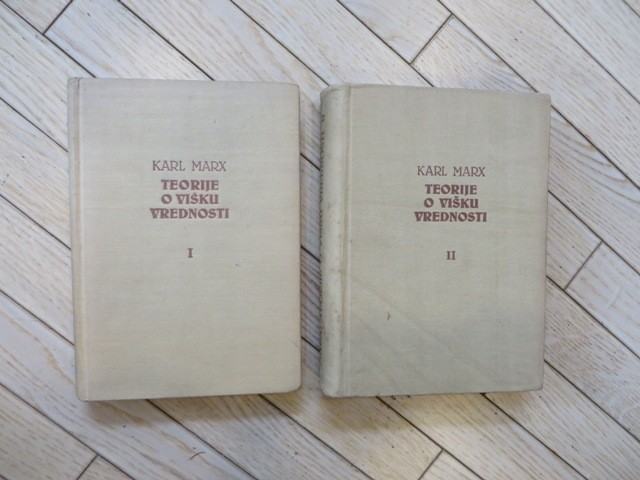 KARL MARX
TEORIJE
O VIŠKU
VREDNOSTI
I
KARL MARX
TEORIJE
O VIŠKU
VREDNOSTI
II